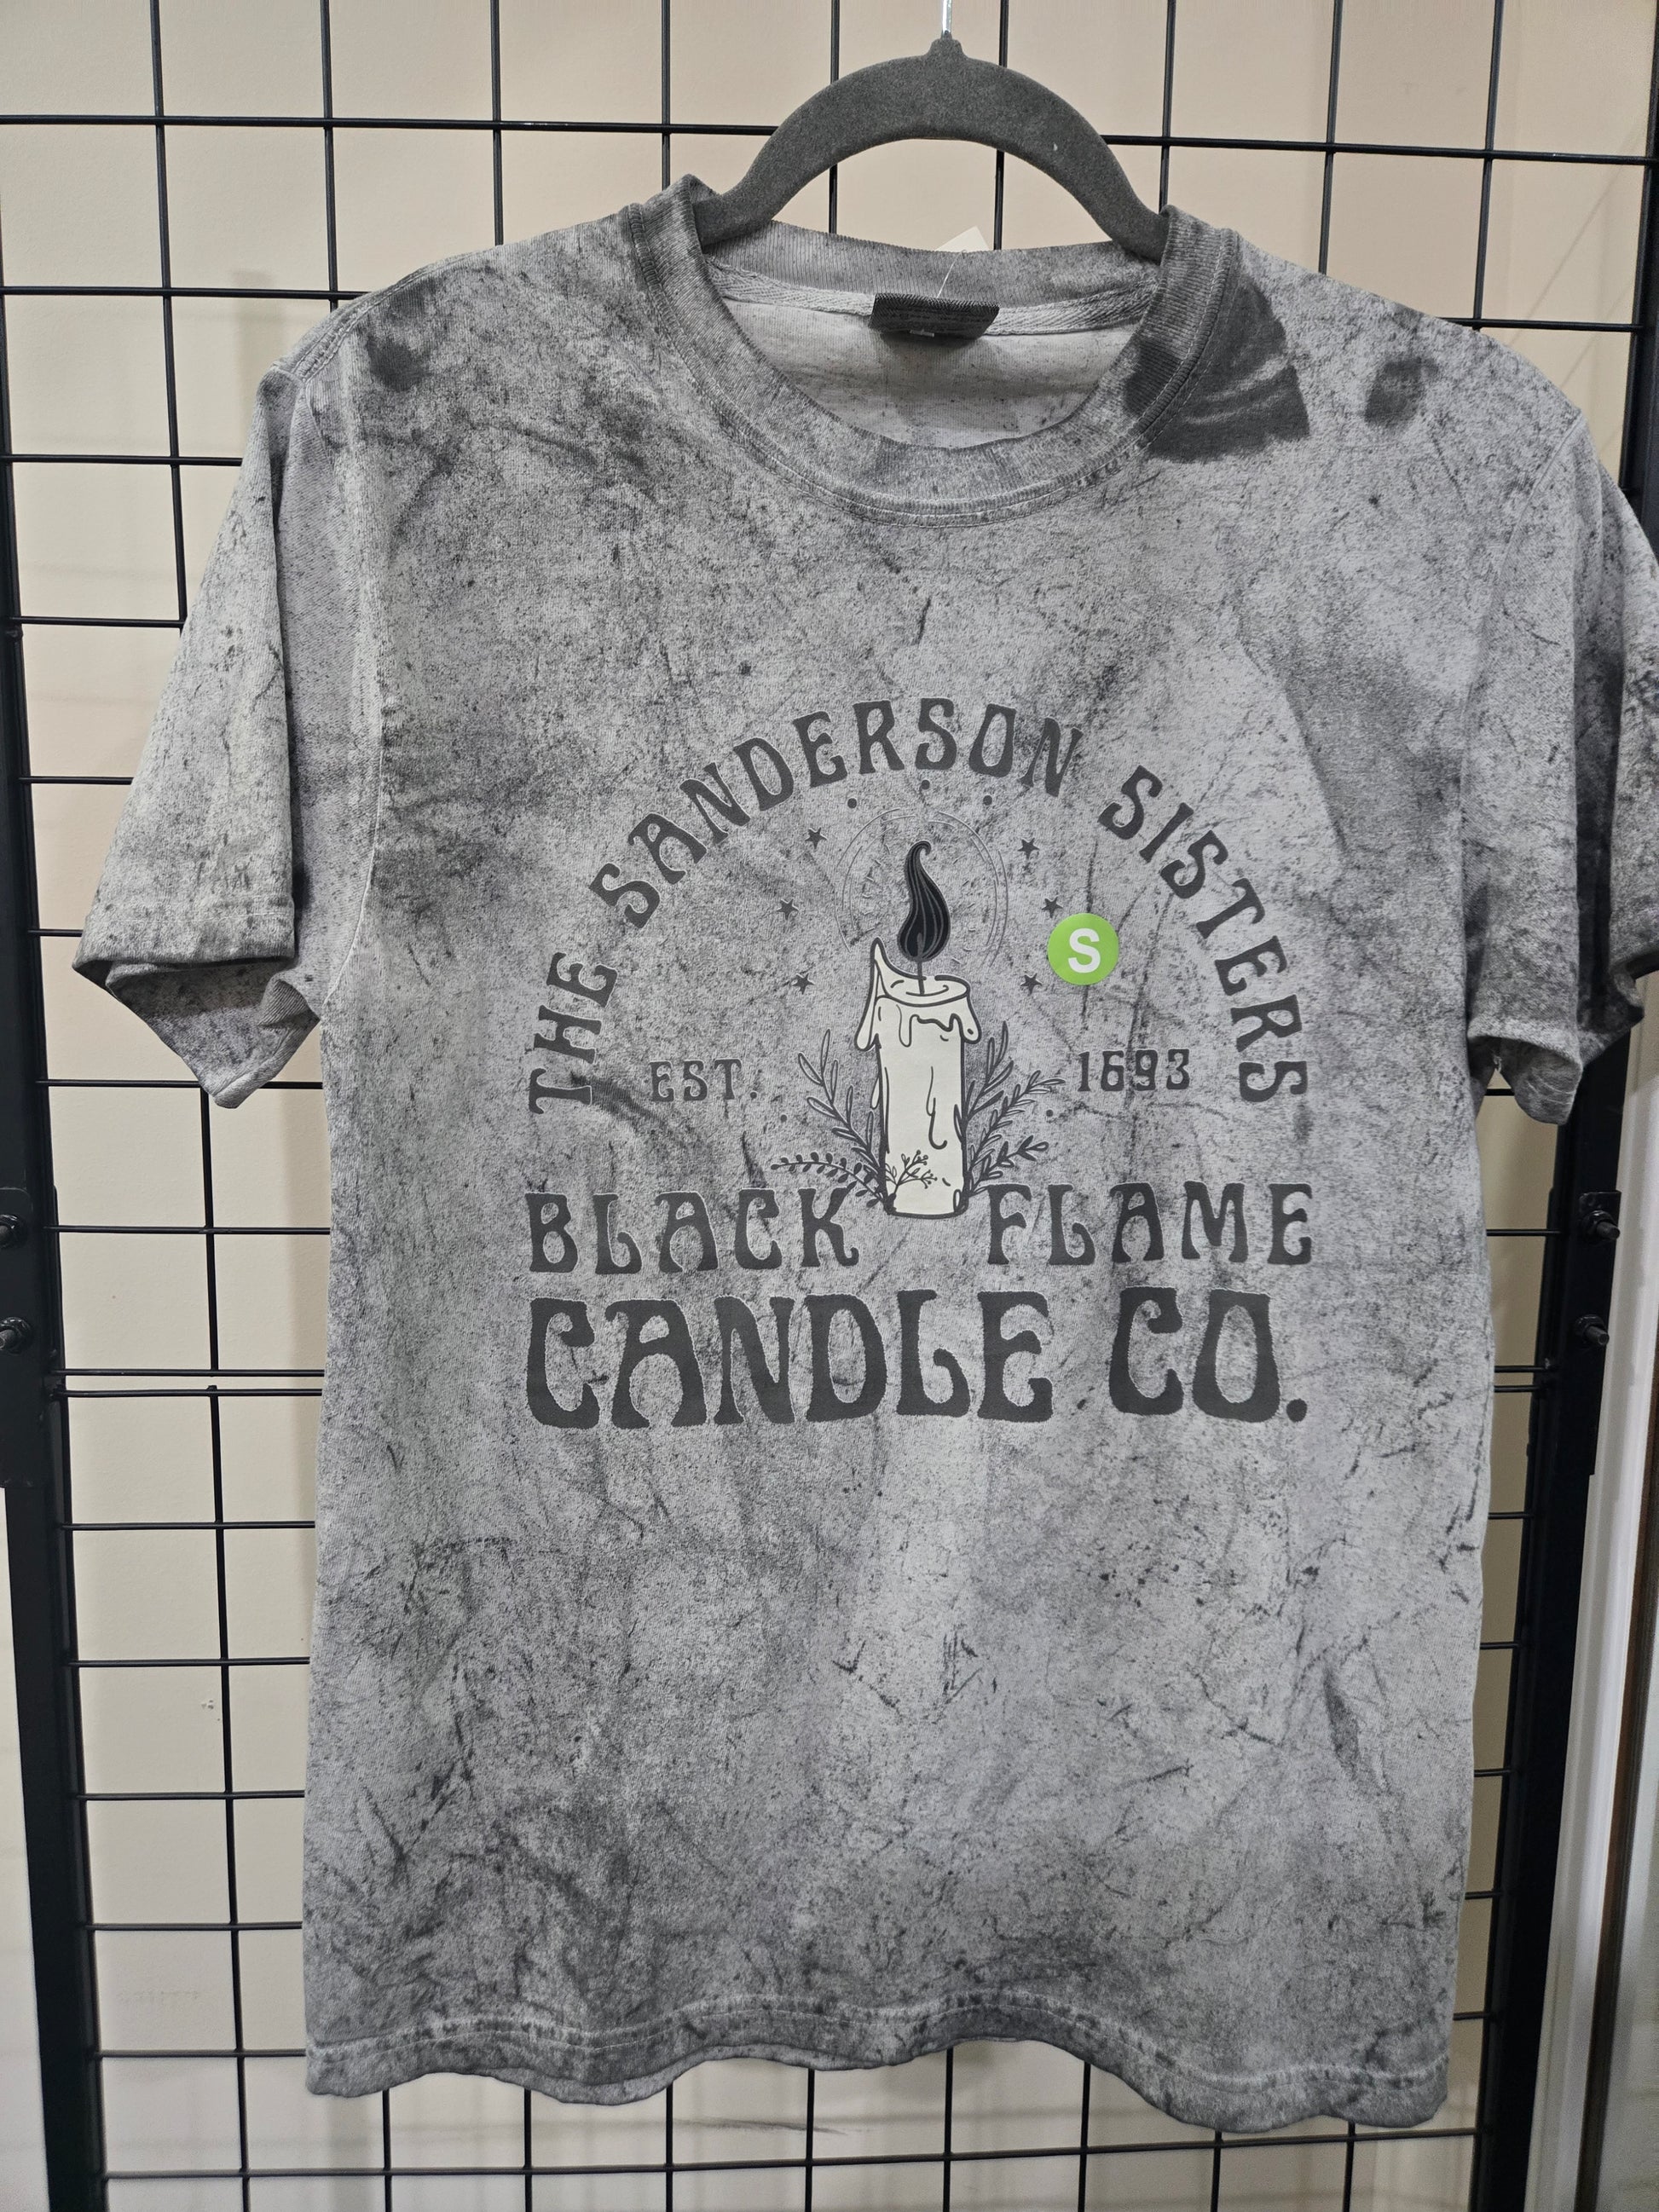 THE SANDERSON SISTERS
S
EST. 1693
BLACK FLAME
CANDLE CO.